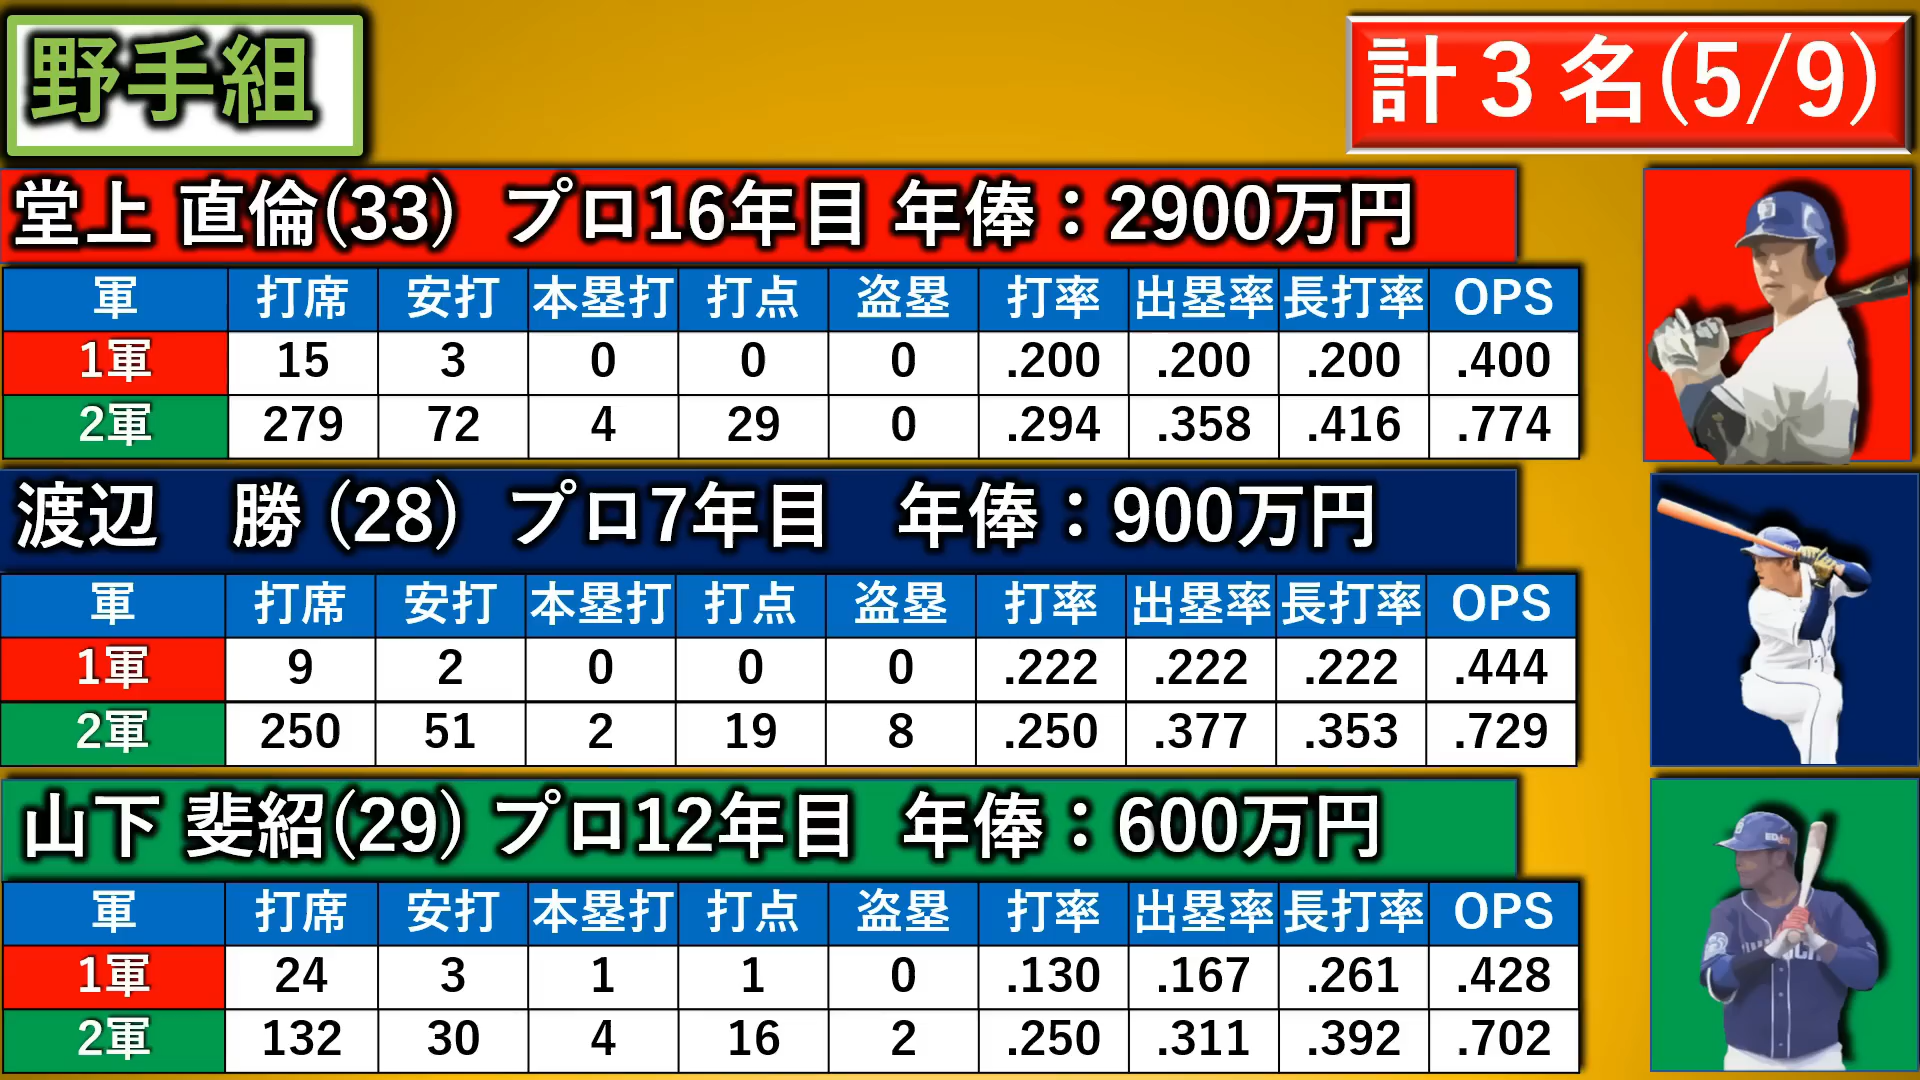 野手組
計３名(5/9)
堂上 直倫(33) プロ16年目 年俸：2900万円
軍 打席 安打 本塁打 打点 盗塁 打率 出塁率 長打率 OPS
1軍 15 3 0 0 0 .200 .200 .200 .400
2軍 279 72 4 29 0 .294 .358 .416 .774
渡辺　勝 (28) プロ7年目　年俸：900万円
軍 打席 安打 本塁打 打点 盗塁 打率 出塁率 長打率 OPS
1軍 9 2 0 0 0 .222 .222 .222 .444
2軍 250 51 2 19 8 .250 .377 .353 .729
山下 斐紹(29) プロ12年目 年俸：600万円
軍 打席 安打 本塁打 打点 盗塁 打率 出塁率 長打率 OPS
1軍 24 3 1 1 0 .130 .167 .261 .428
2軍 132 30 4 16 2 .250 .311 .392 .702